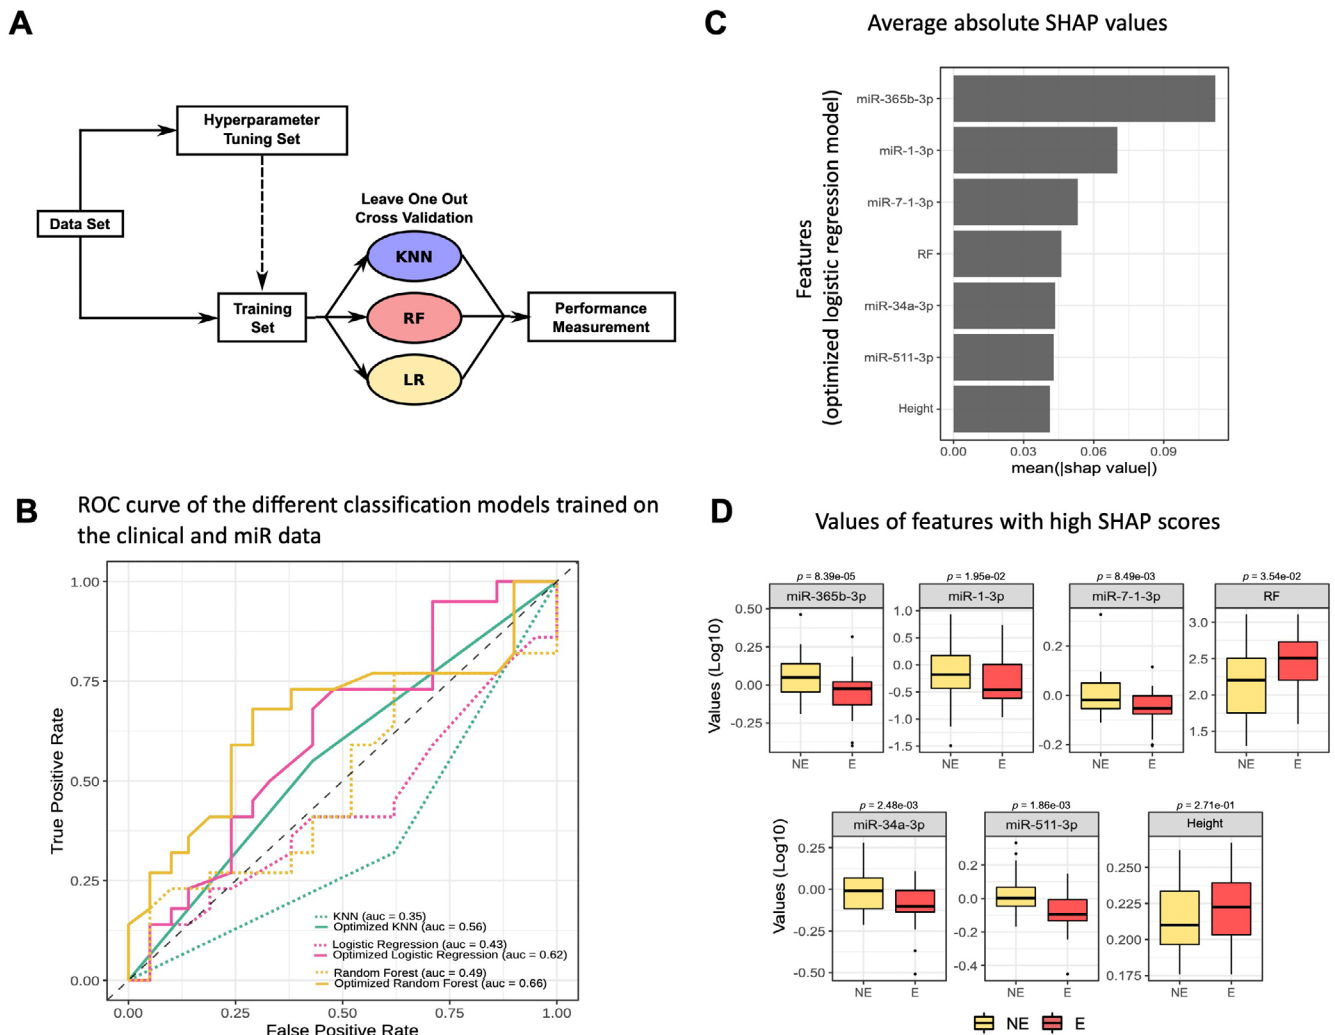 A
Hyperparameter
Tuning Set
Data Set
Leave One Out
Cross Validation
KNN
RF
LR
Training
Set
Performance
Measurement
B
ROC curve of the different classification models trained on
the clinical and miR data
True Positive Rate
1.00
0.75
0.50
0.25
0.00
KNN (auc = 0.35)
Optimized KNN (auc = 0.56)
Logistic Regression (auc = 0.43)
Optimized Logistic Regression (auc = 0.62)
Random Forest (auc = 0.49)
Optimized Random Forest (auc = 0.66)
0.00 0.25 0.50 0.75 1.00
False Positive Rate
C
Average absolute SHAP values
Features
(optimized logistic regression model)
miR-365b-3p
miR-1-3p
miR-7-1-3p
RF
miR-34a-3p
miR-511-3p
Height
0.00 0.03 0.06 0.09
mean(|shap value|)
D
Values of features with high SHAP scores
Values (Log10)
p = 8.39e-05
miR-365b-3p
0.50
0.25
0.00
-0.25
NE E
p = 1.95e-02
miR-1-3p
1.0
0.5
0.0
-0.5
-1.0
-1.5
NE E
p = 8.49e-03
miR-7-1-3p
0.2
0.0
-0.2
NE E
p = 3.54e-02
RF
3.0
2.5
2.0
1.5
NE E
Values (Log10)
p = 2.48e-03
miR-34a-3p
0.25
0.00
-0.25
-0.50
NE E
p = 1.86e-03
miR-511-3p
0.2
0.0
-0.2
-0.4
NE E
p = 2.71e-01
Height
0.250
0.225
0.200
0.175
NE E
NE E